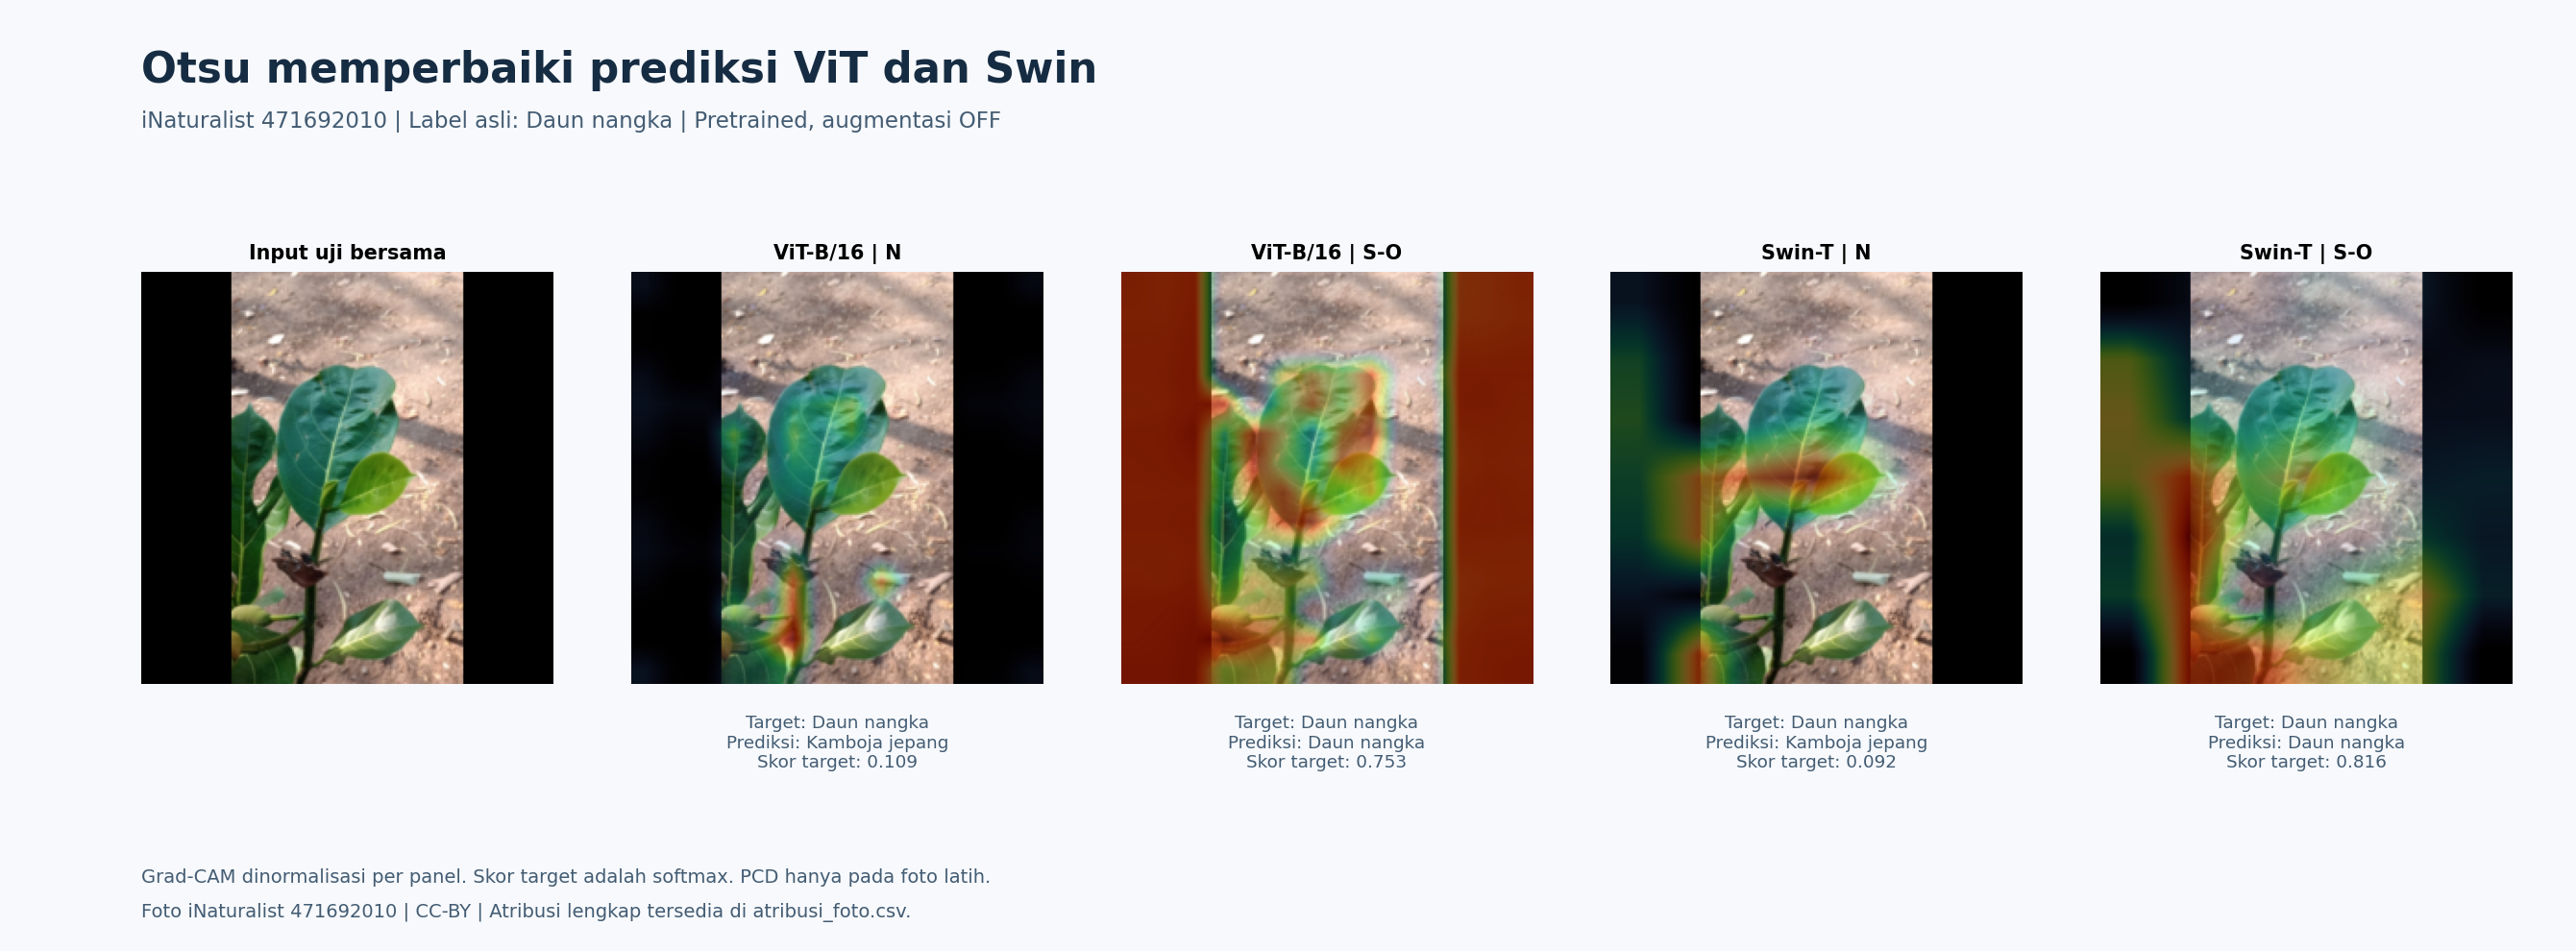 Otsu memperbaiki prediksi ViT dan Swin
iNaturalist 471692010 | Label asli: Daun nangka | Pretrained, augmentasi OFF
Input uji bersama
ViT-B/16 | N
ViT-B/16 | S-O
Swin-T | N
Swin-T | S-O
Target: Daun nangka
Prediksi: Kamboja jepang
Skor target: 0.109
Target: Daun nangka
Prediksi: Daun nangka
Skor target: 0.753
Target: Daun nangka
Prediksi: Kamboja jepang
Skor target: 0.092
Target: Daun nangka
Prediksi: Daun nangka
Skor target: 0.816
Grad-CAM dinormalisasi per panel. Skor target adalah softmax. PCD hanya pada foto latih.
Foto iNaturalist 471692010 | CC-BY | Atribusi lengkap tersedia di atribusi_foto.csv.